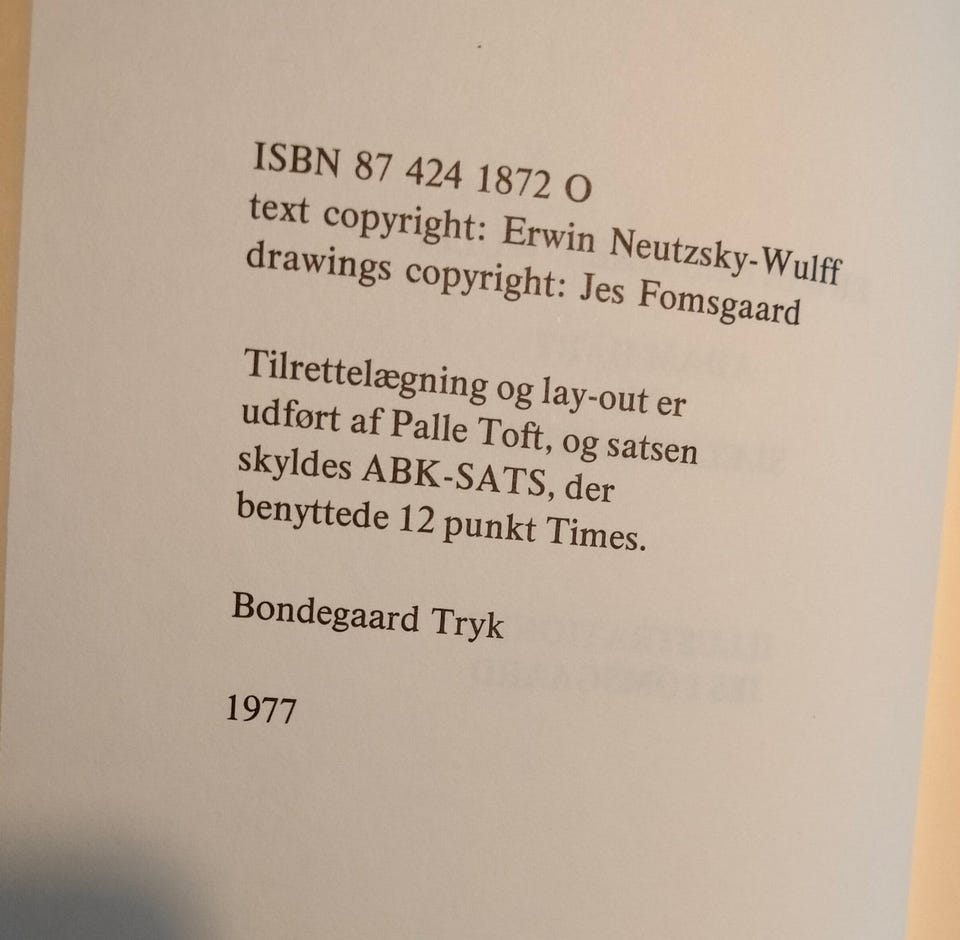 ISBN 87 424 1872 O
text copyright: Erwin Neutzsky-Wulff
drawings copyright: Jes Fomsgaard
Tilrettelægning og lay-out er
udført af Palle Toft, og satsen
skyldes ABK-SATS, der
benyttede 12 punkt Times.
Bondegaard Tryk
1977